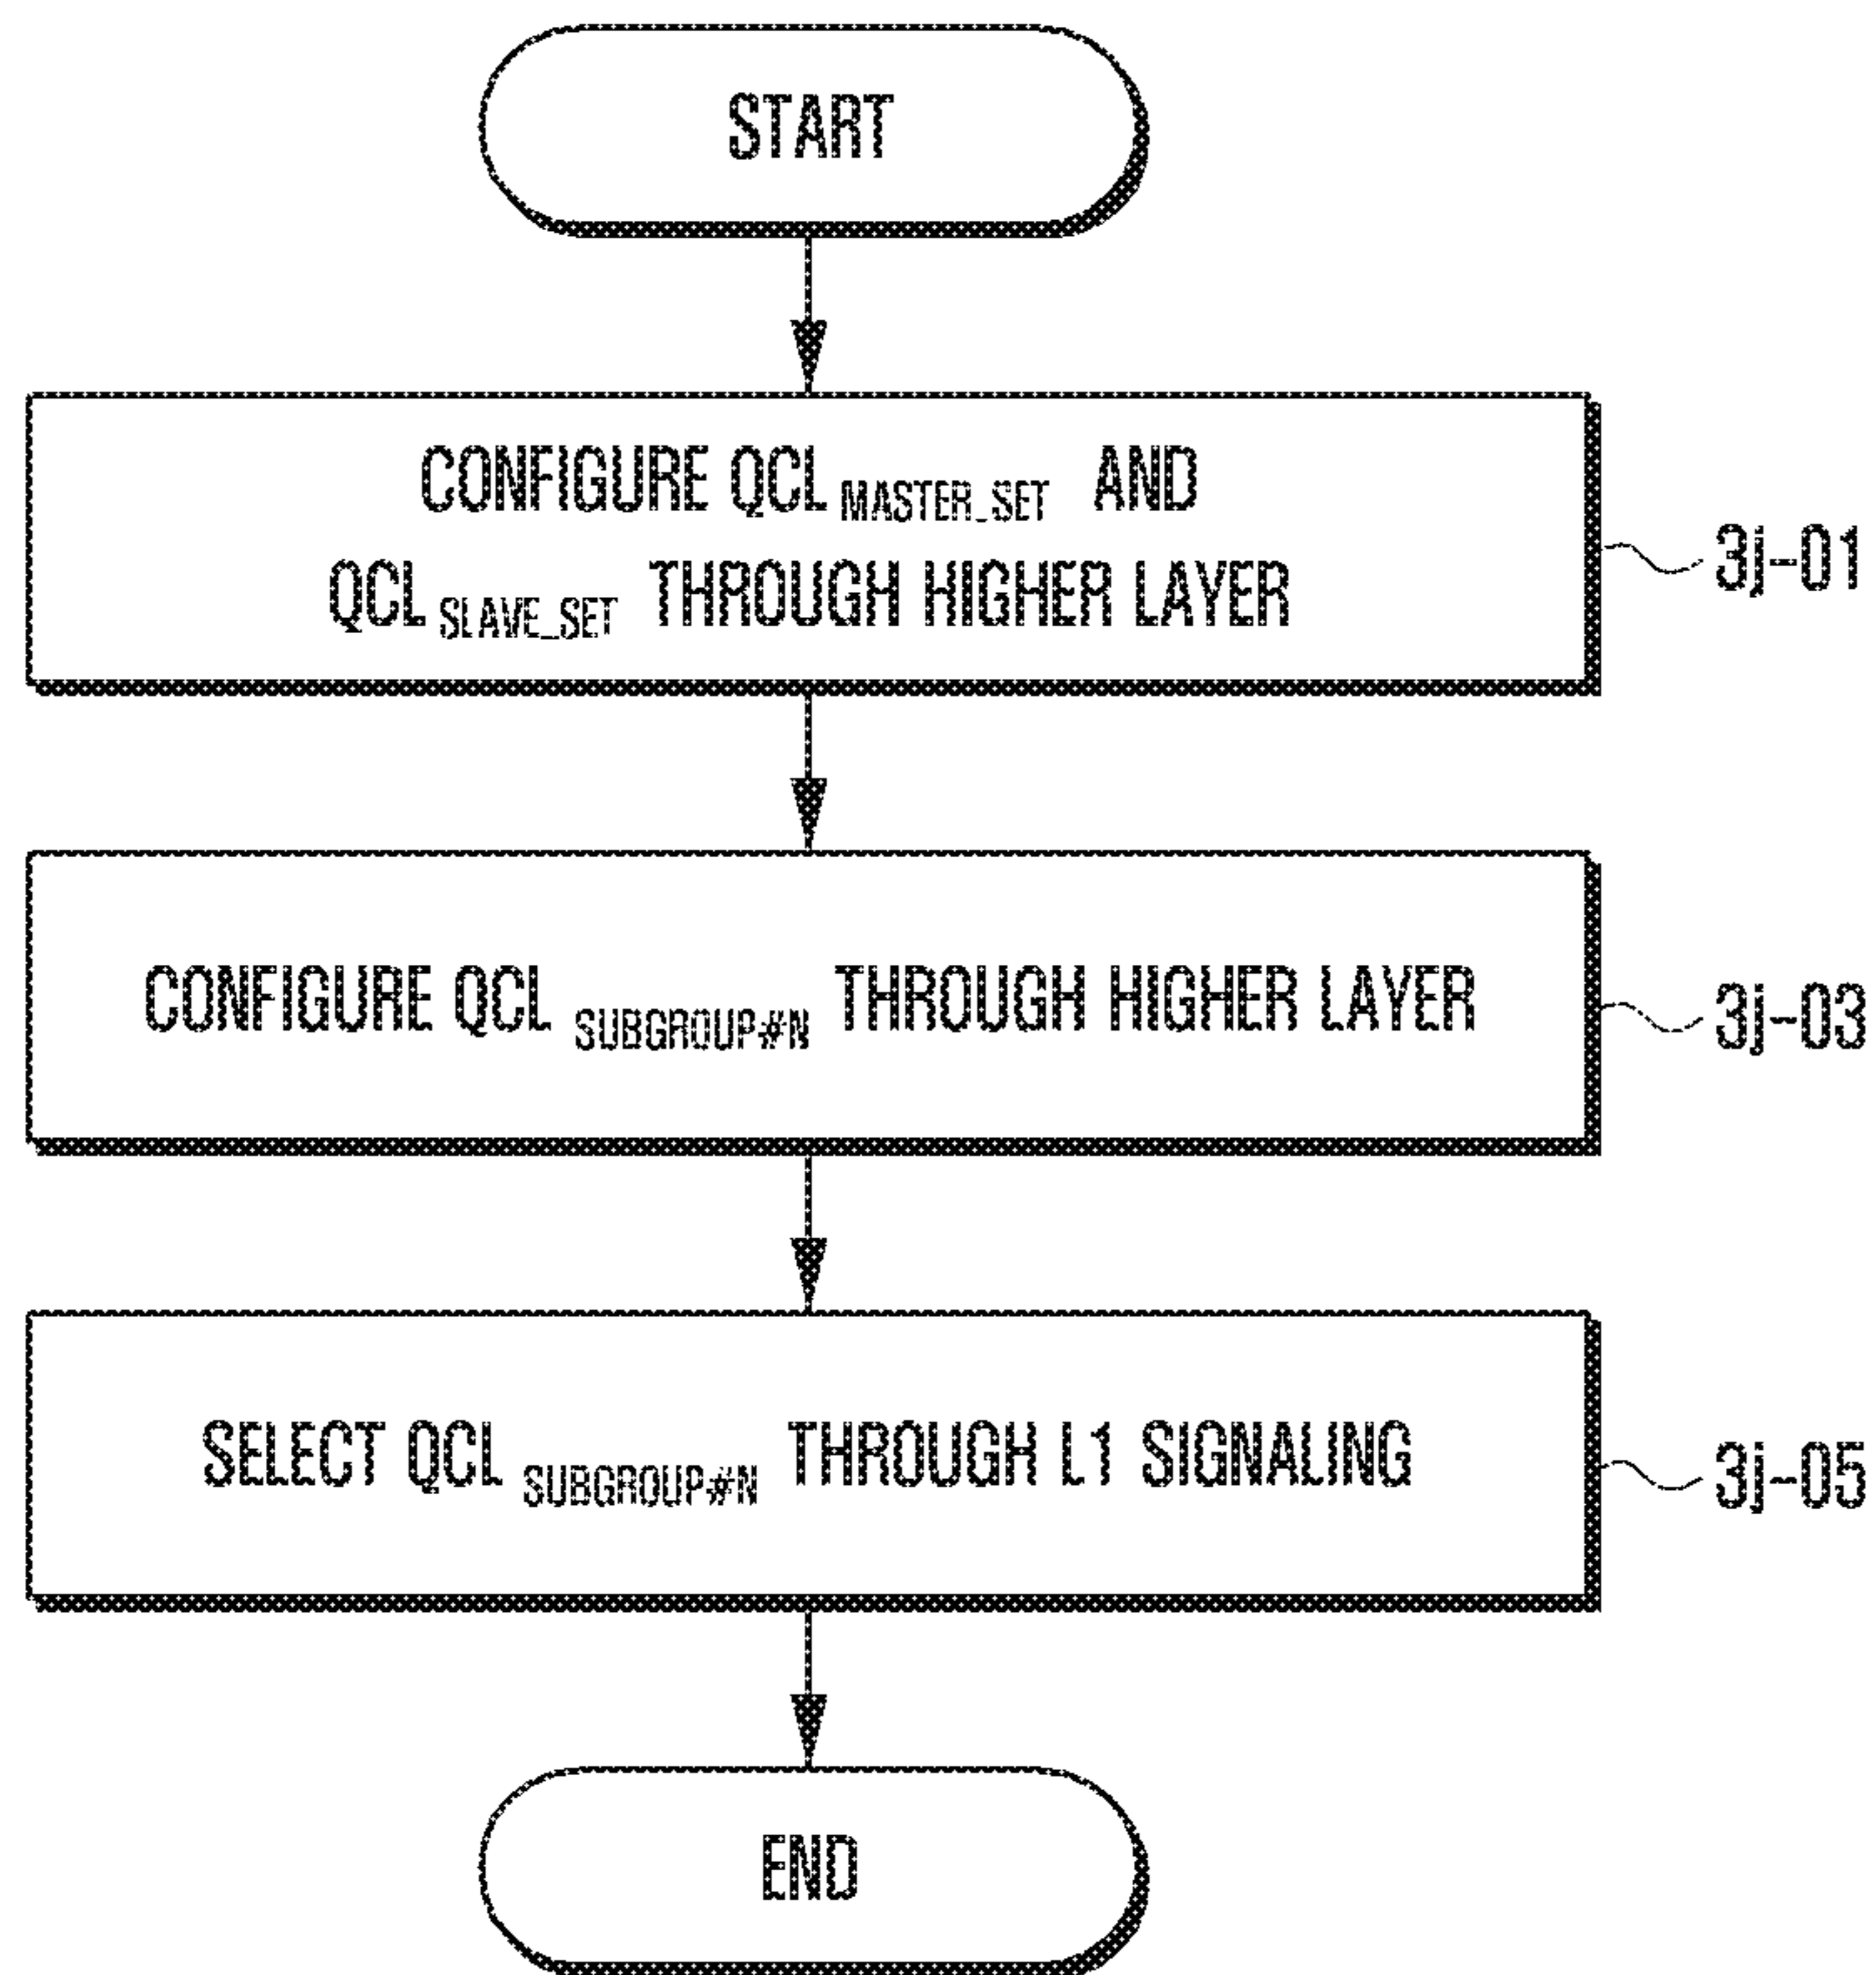 START
CONFIGURE QCL MASTER_SET AND
QCL SLAVE_SET THROUGH HIGHER LAYER
3j-01
CONFIGURE QCL SUBGROUP#N THROUGH HIGHER LAYER
3j-03
SELECT QCL SUBGROUP#N THROUGH L1 SIGNALING
3j-05
END